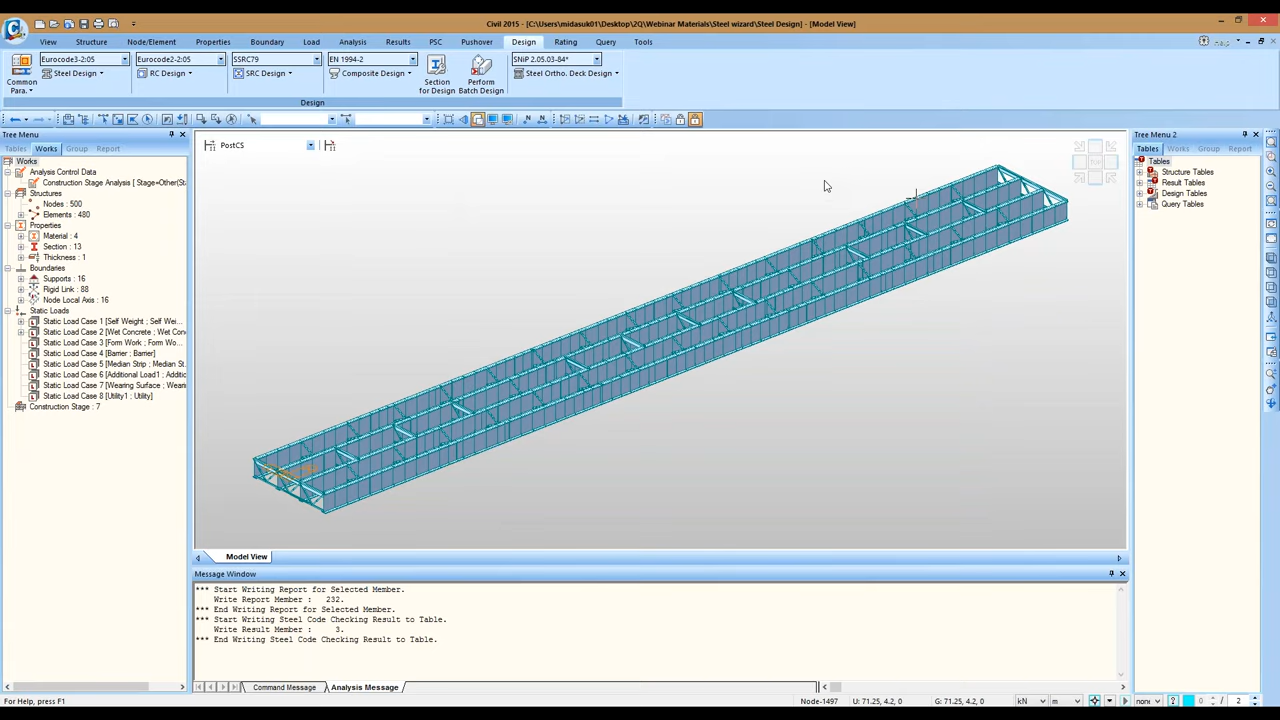 Civil 2015 - [C:\Users\midasuk01\Desktop\2Q\Webinar Materials\Steel wizard\Steel Design] - [Model View]
View Structure Node/Element Properties Boundary Load Analysis Results PSC Pushover Design Rating Query Tools
Eurocode3-2:05 Eurocode2-2:05 SSRC79 EN 1994-2 SNiP 2.05.03-84*
Common Para. Steel Design RC Design SRC Design Composite Design Section for Design Perform Batch Design Steel Ortho. Deck Design
Design
Tree Menu
Tables Works Group Report
Works
Analysis Control Data
Construction Stage Analysis [ Stage=Other(St
Structures
Nodes : 500
Elements : 480
Properties
Material : 4
Section : 13
Thickness : 1
Boundaries
Supports : 16
Rigid Link : 88
Node Local Axis : 16
Static Loads
Static Load Case 1 [Self Weight ; Self Wei...
Static Load Case 2 [Wet Concrete ; Wet Conc
Static Load Case 3 [Form Work ; Form Wo...
Static Load Case 4 [Barrier ; Barrier]
Static Load Case 5 [Median Strip ; Median St
Static Load Case 6 [Additional Load1 ; Additio
Static Load Case 7 [Wearing Surface ; Wearin
Static Load Case 8 [Utility1 ; Utility]
Construction Stage : 7
PostCS
TOP
Model View
Tree Menu 2
Tables Works Group Report
Tables
Structure Tables
Result Tables
Design Tables
Query Tables
Message Window
*** Start Writing Report for Selected Member.
Write Report Member : 232.
*** End Writing Report for Selected Member.
*** Start Writing Steel Code Checking Result to Table.
Write Result Member : 3.
*** End Writing Steel Code Checking Result to Table.
Command Message Analysis Message
For Help, press F1
Node-1497 U: 71.25, 4.2, 0 G: 71.25, 4.2, 0 kN m none 0 / 2